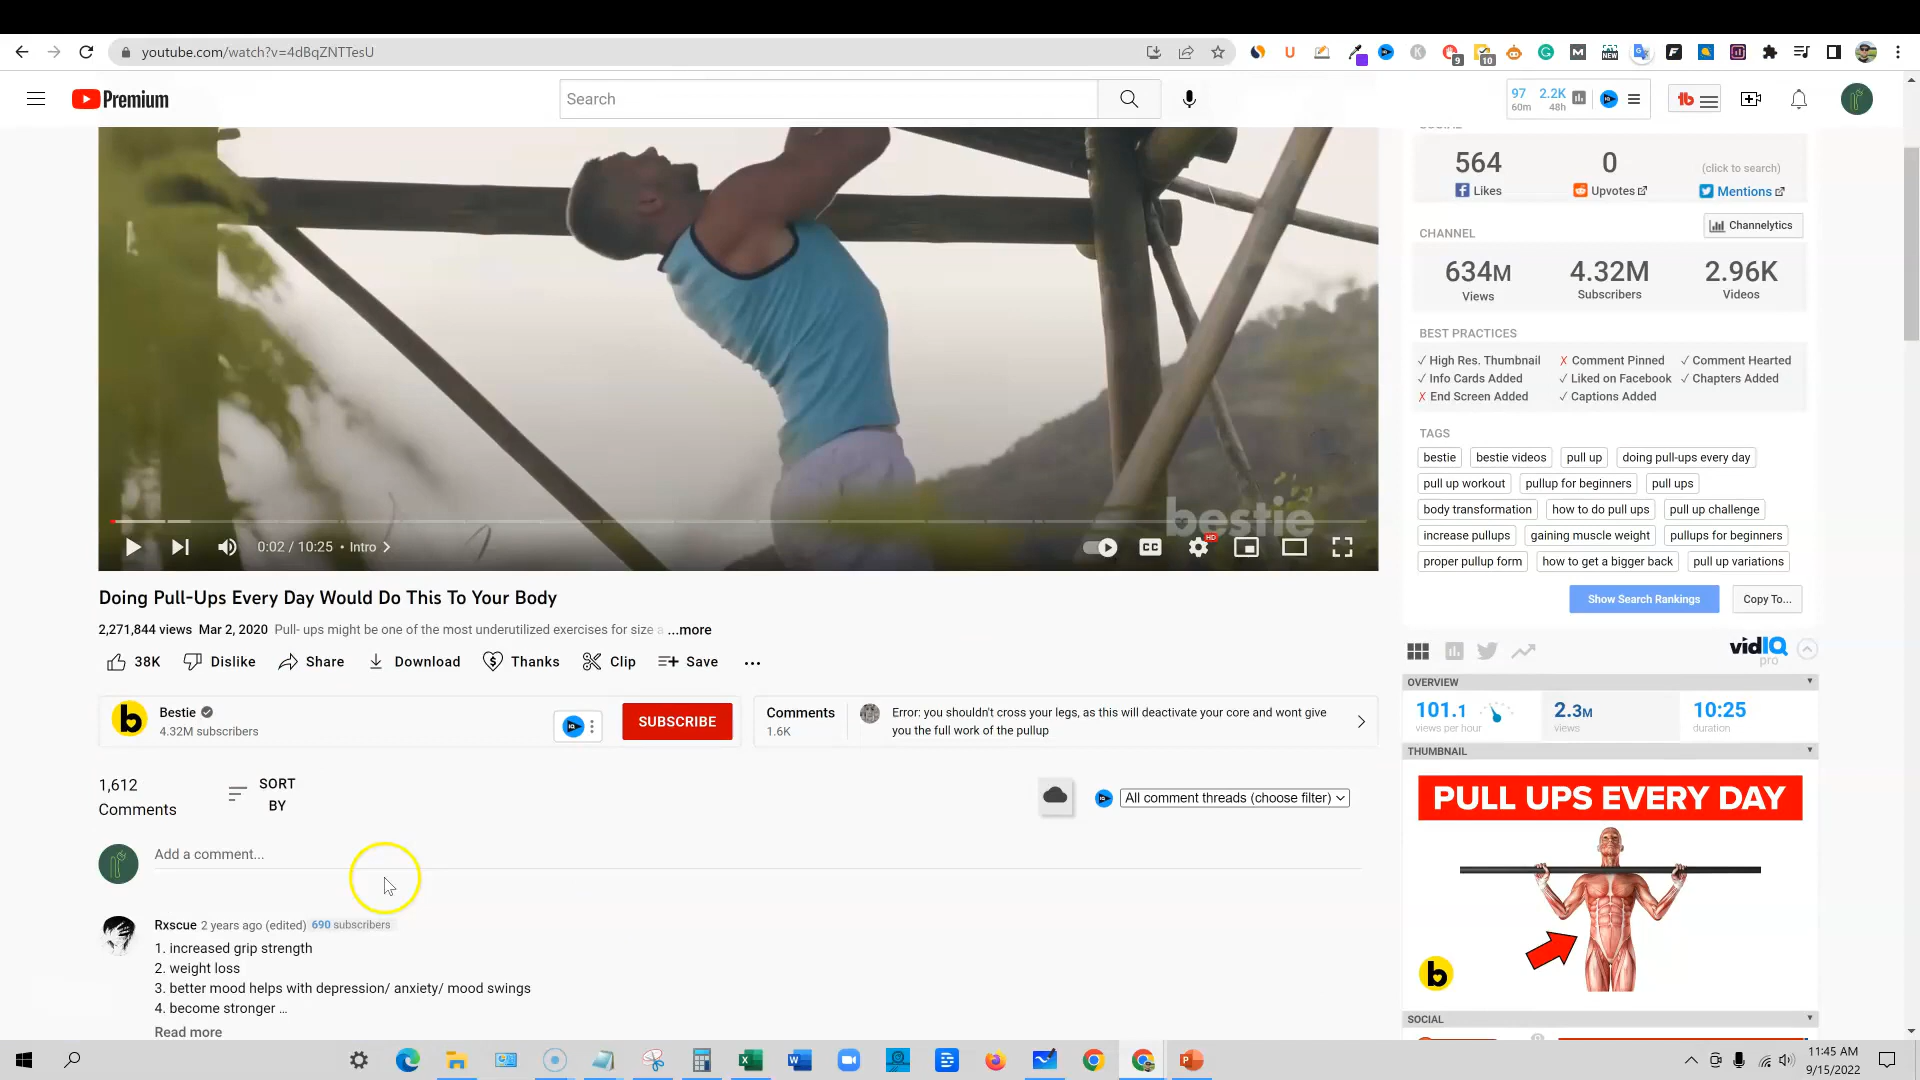 youtube.com/watch?v=4dBqZNTTesU
9
10
NEW
Premium
Search
97 2.2K
60m 48h
564 0 (click to search)
Likes Upvotes Mentions
CHANNEL Channelytics
634M 4.32M 2.96K
Views Subscribers Videos
BEST PRACTICES
✓ High Res. Thumbnail ✗ Comment Pinned ✓ Comment Hearted
✓ Info Cards Added ✓ Liked on Facebook ✓ Chapters Added
✗ End Screen Added ✓ Captions Added
TAGS
bestie bestie videos pull up doing pull-ups every day
pull up workout pullup for beginners pull ups
body transformation how to do pull ups pull up challenge
increase pullups gaining muscle weight pullups for beginners
proper pullup form how to get a bigger back pull up variations
Show Search Rankings Copy To...
bestie
0:02 / 10:25 • Intro
CC HD
Doing Pull-Ups Every Day Would Do This To Your Body
2,271,844 views Mar 2, 2020 Pull- ups might be one of the most underutilized exercises for size a ...more
38K Dislike Share Download Thanks Clip Save
Bestie
4.32M subscribers
SUBSCRIBE
Comments
1.6K
Error: you shouldn't cross your legs, as this will deactivate your core and wont give
you the full work of the pullup
1,612
Comments
SORT
BY
All comment threads (choose filter)
Add a comment...
Rxscue 2 years ago (edited) 690 subscribers
1. increased grip strength
2. weight loss
3. better mood helps with depression/ anxiety/ mood swings
4. become stronger ...
Read more
vidIQ
pro
OVERVIEW
101.1 2.3M 10:25
views per hour views duration
THUMBNAIL
PULL UPS EVERY DAY
b
SOCIAL
11:45 AM
9/15/2022